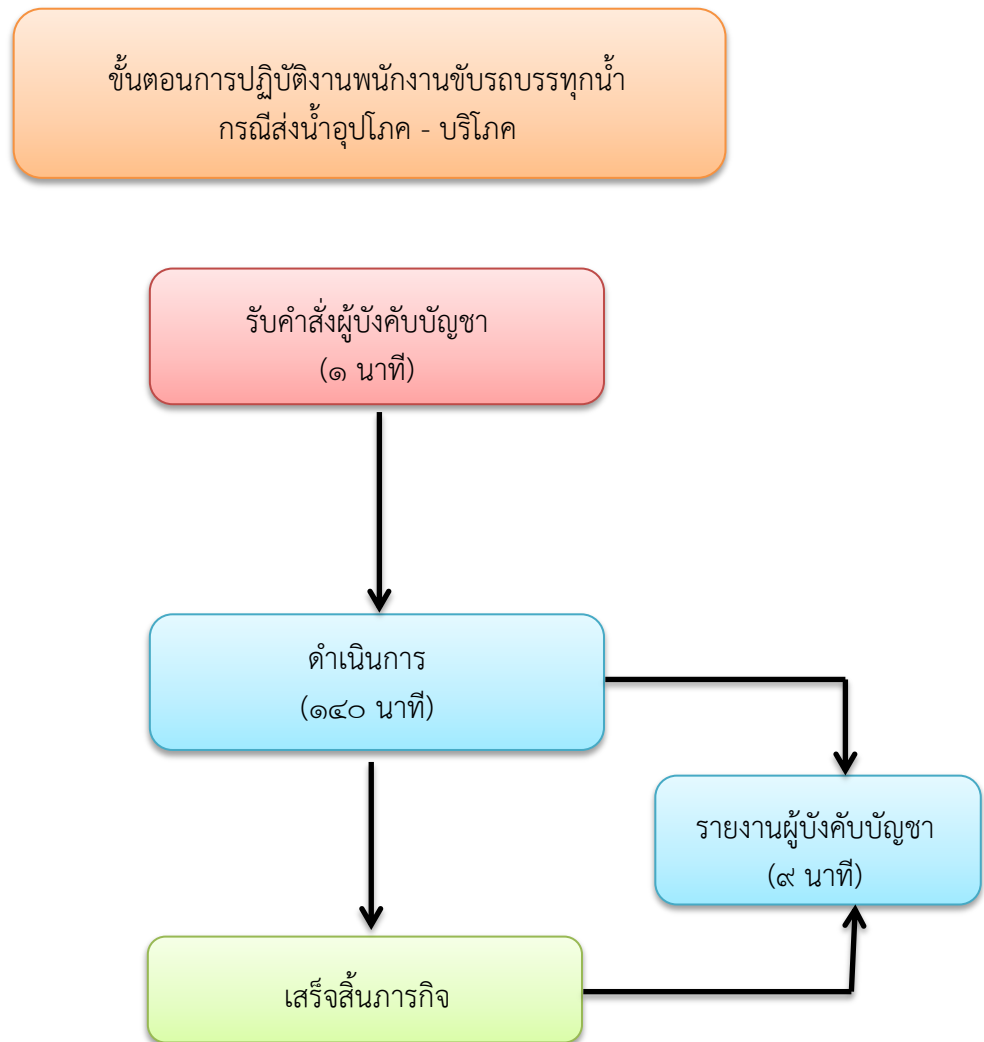 ขั้นตอนการปฏิบัติงานพนักงานขับรถบรรทุกน้ำ
กรณีส่งน้ำอุปโภค - บริโภค
รับคำสั่งผู้บังคับบัญชา
(๑ นาที)
ดำเนินการ
(๑๔๐ นาที)
รายงานผู้บังคับบัญชา
(๙ นาที)
เสร็จสิ้นภารกิจ